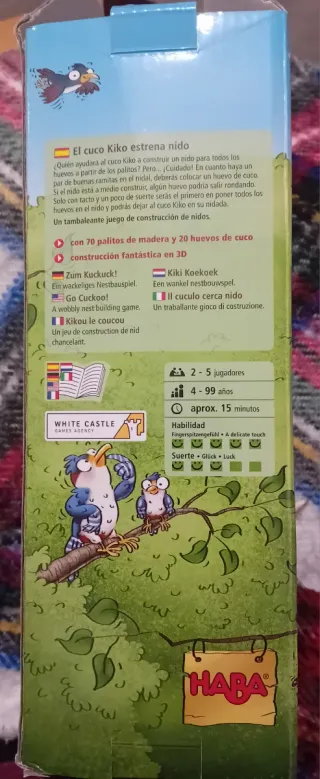 El cuco Kiko estrena nido
¿Quién ayudará al cuco Kiko a construir un nido para todos los
huevos a partir de los palitos? Pero... ¡Cuidado! En cuanto haya un
par de buenas ramitas en el nidal, deberás colocar un huevo de cuco.
Si el nido está a medio construir, algún huevo podría salir rondando.
Solo con tacto y un poco de suerte serás el primero en poner todos los
huevos en el nido y podrás dejar al cuco Kiko en su nidada.
Un tambaleante juego de construcción de nidos.
con 70 palitos de madera y 20 huevos de cuco
construcción fantástica en 3D
Zum Kuckuck!
Ein wackeliges Nestbauspiel.
Go Cuckoo!
A wobbly nest building game.
Kikou le coucou
Un jeu de construction de nid
chancelant.
Kiki Koekoek
Een wankel nestbouwspel.
Il cuculo cerca nido
Un traballante gioco di costruzione.
WHITE CASTLE
GAMES AGENCY
2 - 5 jugadores
4 - 99 años
aprox. 15 minutos
Habilidad
Fingerspitzengefühl • A delicate touch
Suerte • Glück • Luck
HABA®